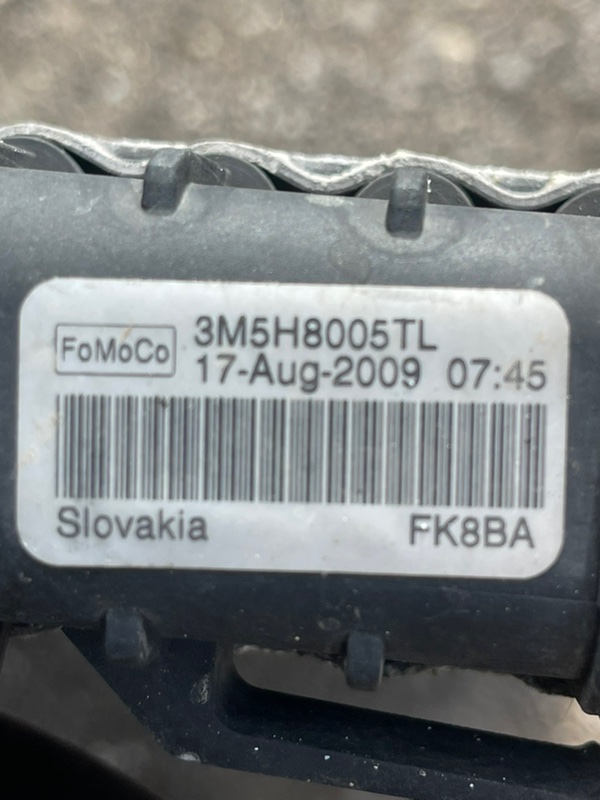 FoMoCo
3M5H8005TL
17-Aug-2009 07:45
Slovakia FK8BA